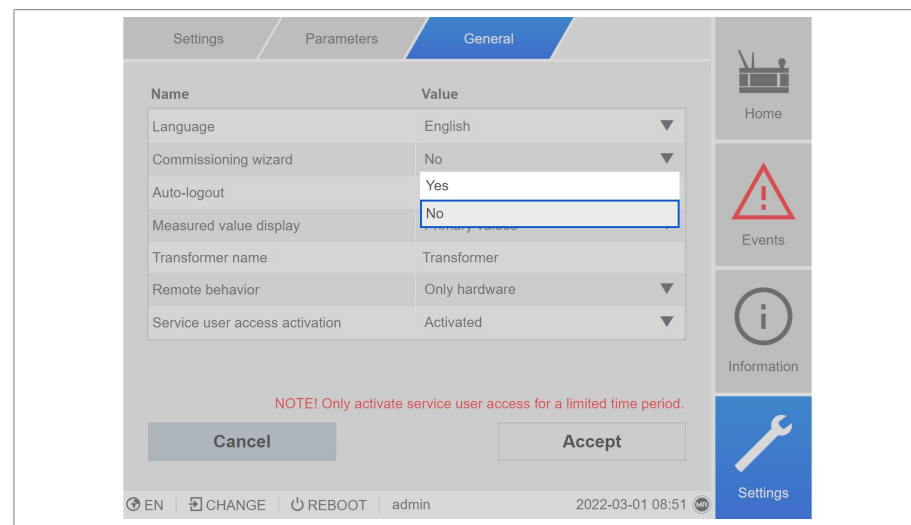 Settings Parameters General
Name Value
Language English
Commissioning wizard No
Auto-logout
Yes
No
Measured value display
Transformer name Transformer
Remote behavior Only hardware
Service user access activation Activated
NOTE! Only activate service user access for a limited time period.
Cancel Accept
EN CHANGE REBOOT admin 2022-03-01 08:51 MR
Home
Events
Information
Settings